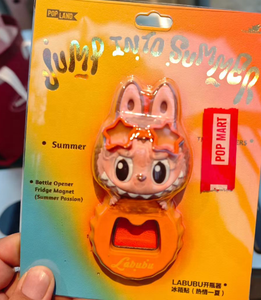 POP LAND
JUMP INTO SUMMER
Summer
POP MART
Bottle Opener
Fridge Magnet
(Summer Passion)
Labubu
LABUBU开瓶器
冰箱贴（热情一夏）